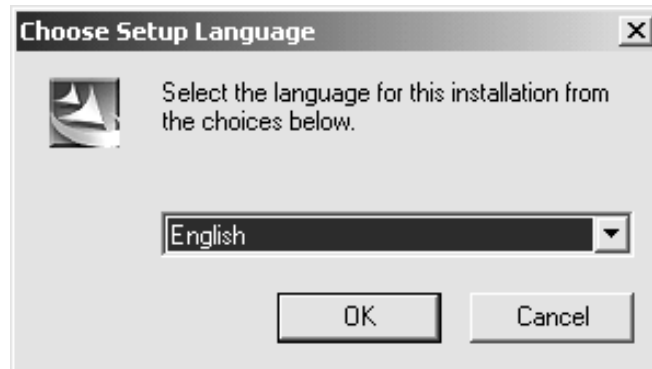 Choose Setup Language
Select the language for this installation from
the choices below.
English
OK
Cancel